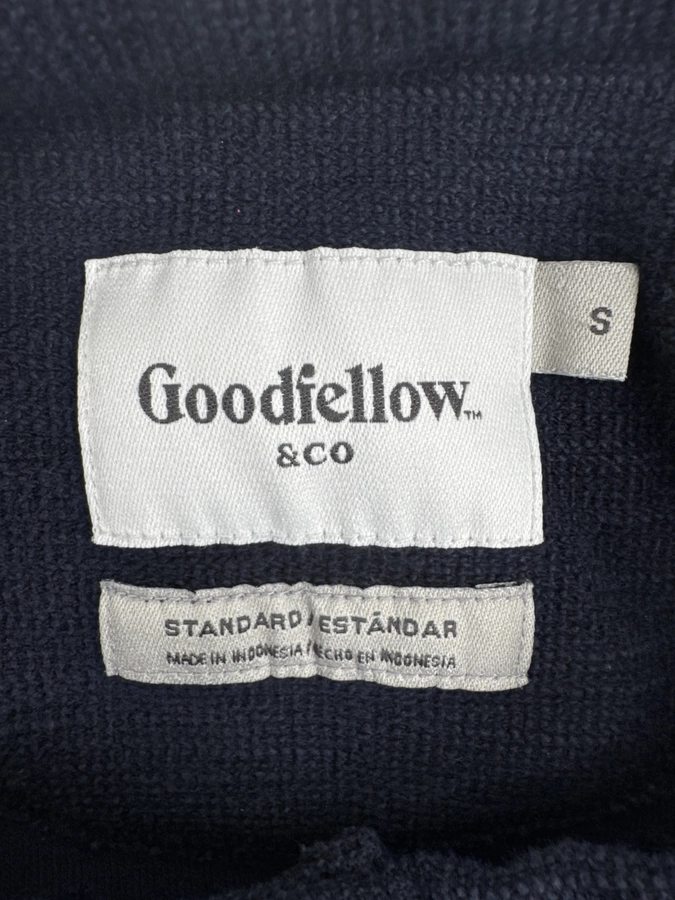 Goodfellow™
&CO
S
STANDARD / ESTÁNDAR
MADE IN INDONESIA / HECHO EN INDONESIA